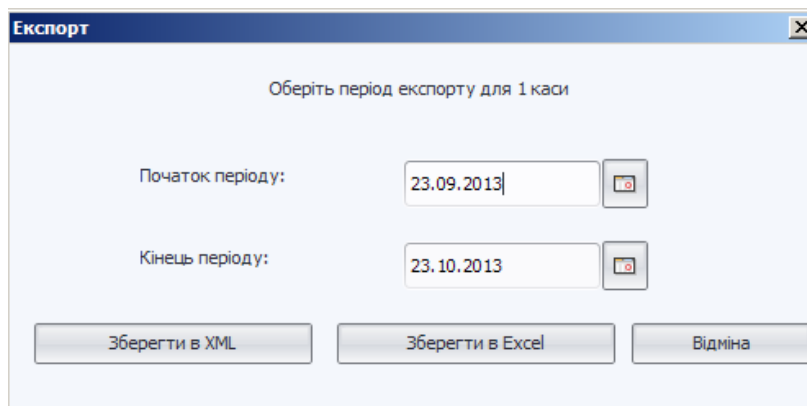 Експорт
Оберіть період експорту для 1 каси
Початок періоду:
23.09.2013
Кінець періоду:
23.10.2013
Зберегти в XML
Зберегти в Excel
Відміна